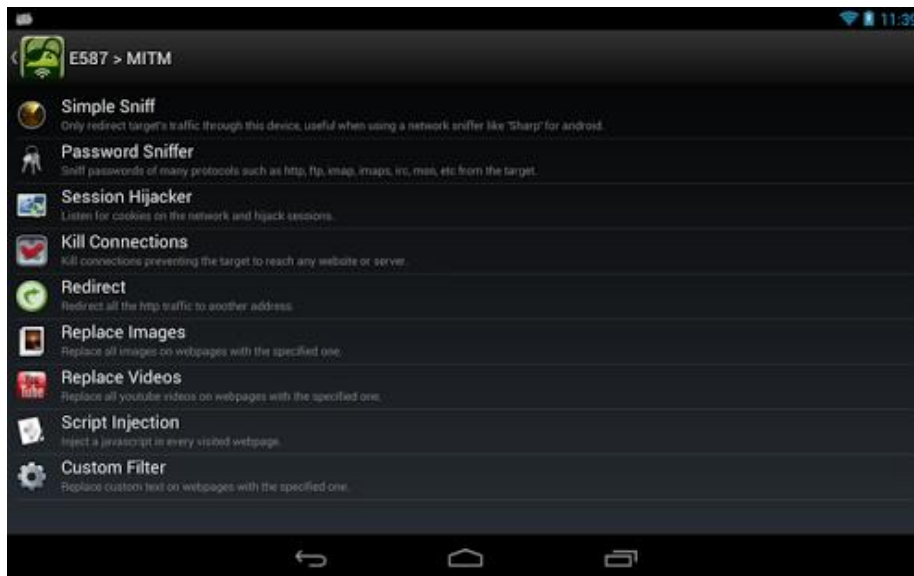 11:39
E587 > MITM
Simple Sniff
Only redirect target's traffic through this device, useful when using a network sniffer like "Sharp" for android.
Password Sniffer
Sniff passwords of many protocols such as http, ftp, imap, imaps, irc, msn, etc from the target.
Session Hijacker
Listen for cookies on the network and hijack sessions.
Kill Connections
Kill connections preventing the target to reach any website or server.
Redirect
Redirect all the http traffic to another address.
Replace Images
Replace all images on webpages with the specified one.
Replace Videos
Replace all youtube videos on webpages with the specified one.
Script Injection
Inject a javascript in every visited webpage.
Custom Filter
Replace custom text on webpages with the specified one.